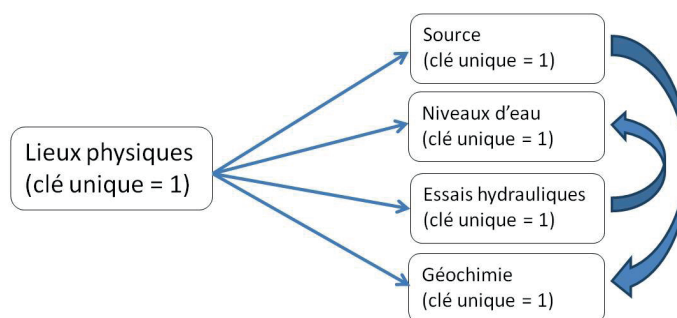 Lieux physiques
(clé unique = 1)
Source
(clé unique = 1)
Niveaux d’eau
(clé unique = 1)
Essais hydrauliques
(clé unique = 1)
Géochimie
(clé unique = 1)